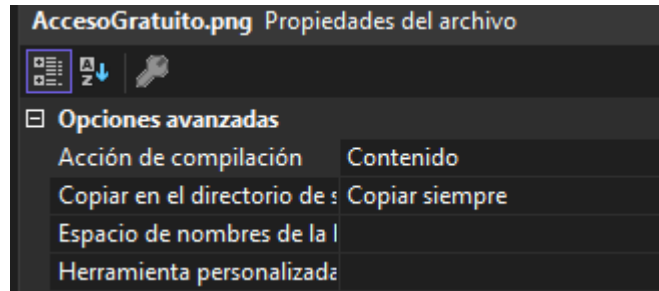 AccesoGratuito.png Propiedades del archivo
Opciones avanzadas
Acción de compilación Contenido
Copiar en el directorio de s Copiar siempre
Espacio de nombres de la l
Herramienta personalizada